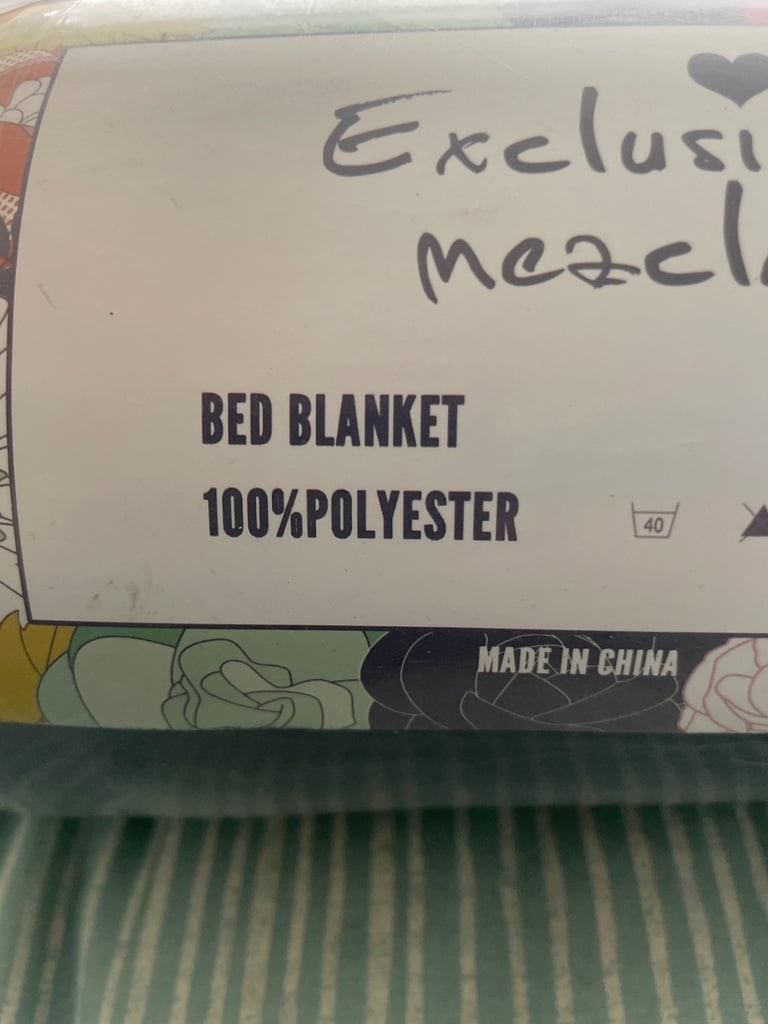 BED BLANKET
100%POLYESTER
40
MADE IN CHINA